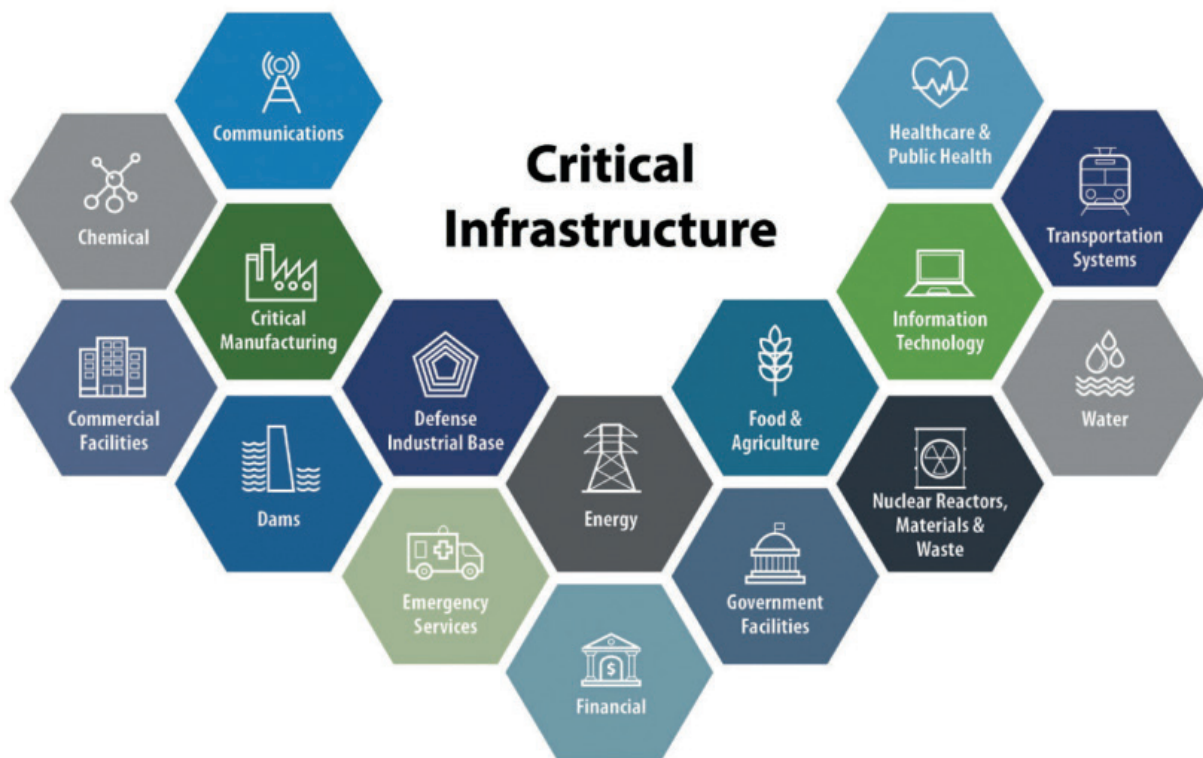 Critical
Infrastructure
Communications
Chemical
Critical
Manufacturing
Commercial
Facilities
Dams
Defense
Industrial Base
Emergency
Services
Energy
$
Financial
Food &
Agriculture
Government
Facilities
Healthcare &
Public Health
Information
Technology
Nuclear Reactors,
Materials &
Waste
Transportation
Systems
Water